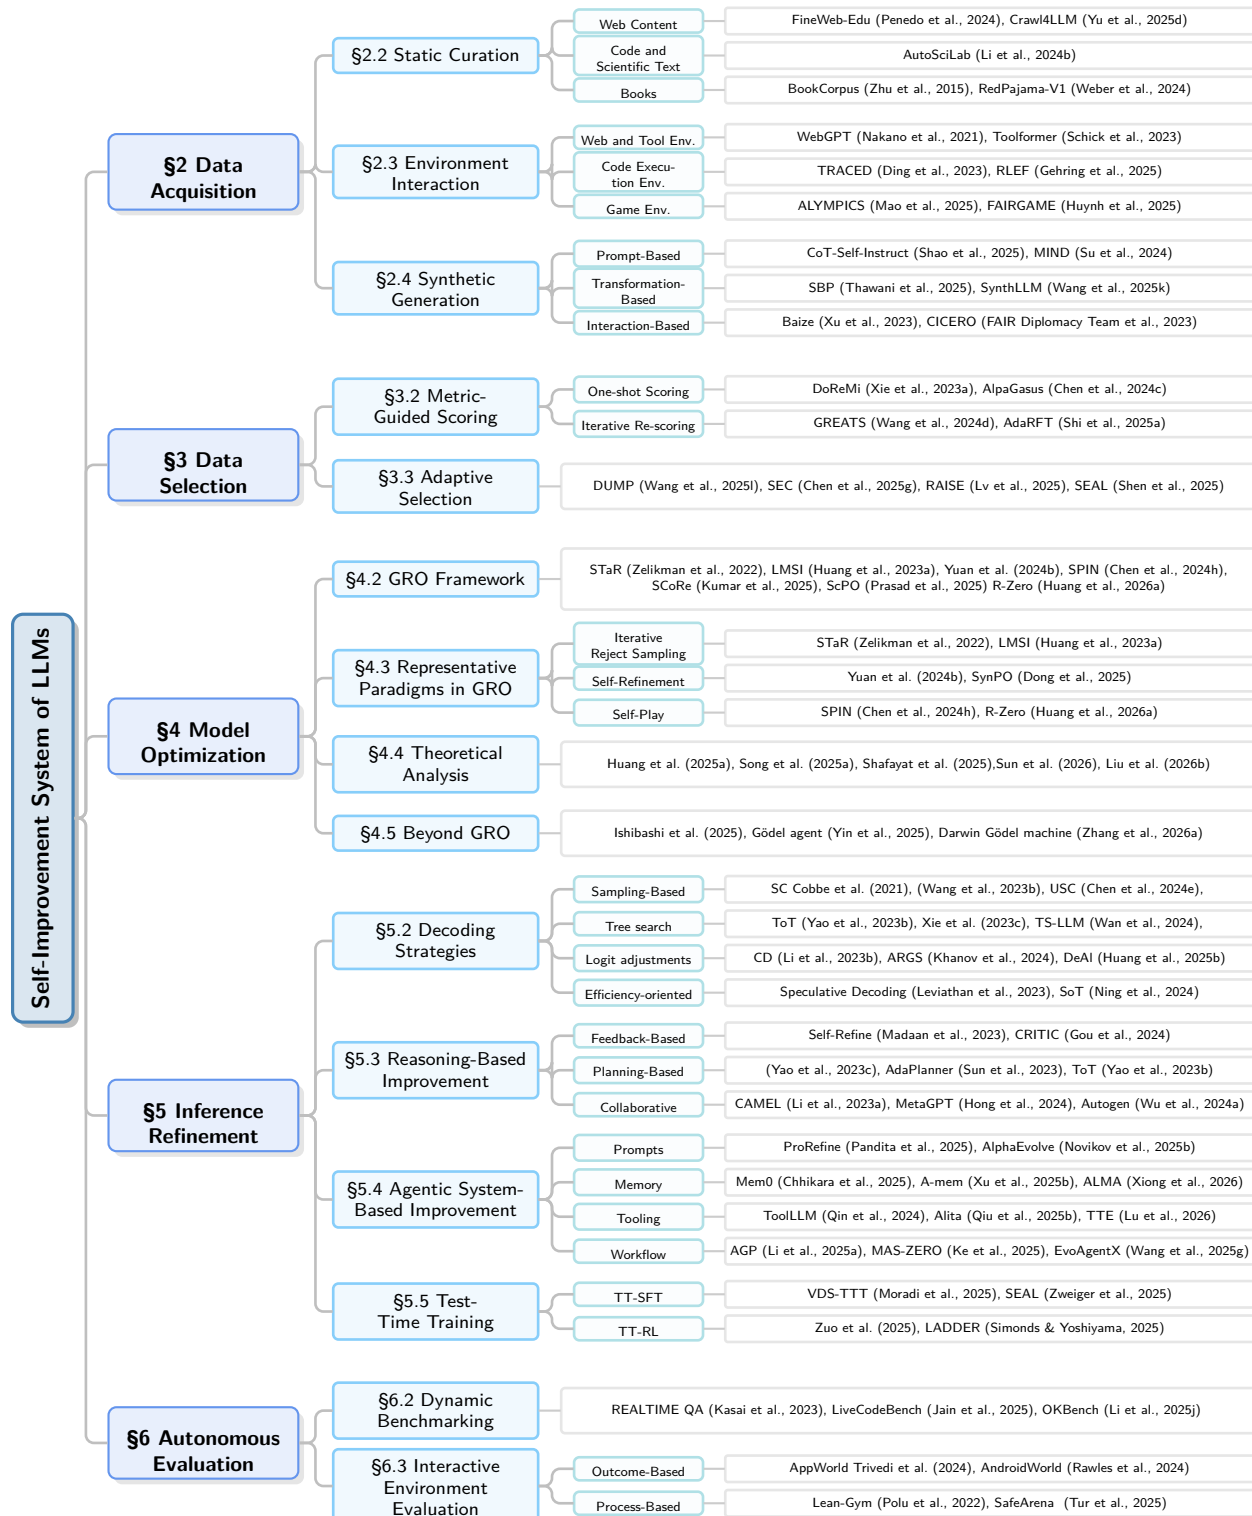 Self-Improvement System of LLMs
§2 Data
Acquisition
§2.2 Static Curation
Web Content
FineWeb-Edu (Penedo et al., 2024), Crawl4LLM (Yu et al., 2025d)
Code and
Scientific Text
AutoSciLab (Li et al., 2024b)
Books
BookCorpus (Zhu et al., 2015), RedPajama-V1 (Weber et al., 2024)
§2.3 Environment
Interaction
Web and Tool Env.
WebGPT (Nakano et al., 2021), Toolformer (Schick et al., 2023)
Code Execu-
tion Env.
TRACED (Ding et al., 2023), RLEF (Gehring et al., 2025)
Game Env.
ALYMPICS (Mao et al., 2025), FAIRGAME (Huynh et al., 2025)
§2.4 Synthetic
Generation
Prompt-Based
CoT-Self-Instruct (Shao et al., 2025), MIND (Su et al., 2024)
Transformation-
Based
SBP (Thawani et al., 2025), SynthLLM (Wang et al., 2025k)
Interaction-Based
Baize (Xu et al., 2023), CICERO (FAIR Diplomacy Team et al., 2023)
§3 Data
Selection
§3.2 Metric-
Guided Scoring
One-shot Scoring
DoReMi (Xie et al., 2023a), AlpaGasus (Chen et al., 2024c)
Iterative Re-scoring
GREATS (Wang et al., 2024d), AdaRFT (Shi et al., 2025a)
§3.3 Adaptive
Selection
DUMP (Wang et al., 2025l), SEC (Chen et al., 2025g), RAISE (Lv et al., 2025), SEAL (Shen et al., 2025)
§4 Model
Optimization
§4.2 GRO Framework
STaR (Zelikman et al., 2022), LMSI (Huang et al., 2023a), Yuan et al. (2024b), SPIN (Chen et al., 2024h),
SCoRe (Kumar et al., 2025), ScPO (Prasad et al., 2025) R-Zero (Huang et al., 2026a)
§4.3 Representative
Paradigms in GRO
Iterative
Reject Sampling
STaR (Zelikman et al., 2022), LMSI (Huang et al., 2023a)
Self-Refinement
Yuan et al. (2024b), SynPO (Dong et al., 2025)
Self-Play
SPIN (Chen et al., 2024h), R-Zero (Huang et al., 2026a)
§4.4 Theoretical
Analysis
Huang et al. (2025a), Song et al. (2025a), Shafayat et al. (2025),Sun et al. (2026), Liu et al. (2026b)
§4.5 Beyond GRO
Ishibashi et al. (2025), Gödel agent (Yin et al., 2025), Darwin Gödel machine (Zhang et al., 2026a)
§5 Inference
Refinement
§5.2 Decoding
Strategies
Sampling-Based
SC Cobbe et al. (2021), (Wang et al., 2023b), USC (Chen et al., 2024e),
Tree search
ToT (Yao et al., 2023b), Xie et al. (2023c), TS-LLM (Wan et al., 2024),
Logit adjustments
CD (Li et al., 2023b), ARGS (Khanov et al., 2024), DeAl (Huang et al., 2025b)
Efficiency-oriented
Speculative Decoding (Leviathan et al., 2023), SoT (Ning et al., 2024)
§5.3 Reasoning-Based
Improvement
Feedback-Based
Self-Refine (Madaan et al., 2023), CRITIC (Gou et al., 2024)
Planning-Based
(Yao et al., 2023c), AdaPlanner (Sun et al., 2023), ToT (Yao et al., 2023b)
Collaborative
CAMEL (Li et al., 2023a), MetaGPT (Hong et al., 2024), Autogen (Wu et al., 2024a)
§5.4 Agentic System-
Based Improvement
Prompts
ProRefine (Pandita et al., 2025), AlphaEvolve (Novikov et al., 2025b)
Memory
Mem0 (Chhikara et al., 2025), A-mem (Xu et al., 2025b), ALMA (Xiong et al., 2026)
Tooling
ToolLLM (Qin et al., 2024), Alita (Qiu et al., 2025b), TTE (Lu et al., 2026)
Workflow
AGP (Li et al., 2025a), MAS-ZERO (Ke et al., 2025), EvoAgentX (Wang et al., 2025g)
§5.5 Test-
Time Training
TT-SFT
VDS-TTT (Moradi et al., 2025), SEAL (Zweiger et al., 2025)
TT-RL
Zuo et al. (2025), LADDER (Simonds & Yoshiyama, 2025)
§6 Autonomous
Evaluation
§6.2 Dynamic
Benchmarking
REALTIME QA (Kasai et al., 2023), LiveCodeBench (Jain et al., 2025), OKBench (Li et al., 2025j)
§6.3 Interactive
Environment
Evaluation
Outcome-Based
AppWorld Trivedi et al. (2024), AndroidWorld (Rawles et al., 2024)
Process-Based
Lean-Gym (Polu et al., 2022), SafeArena (Tur et al., 2025)